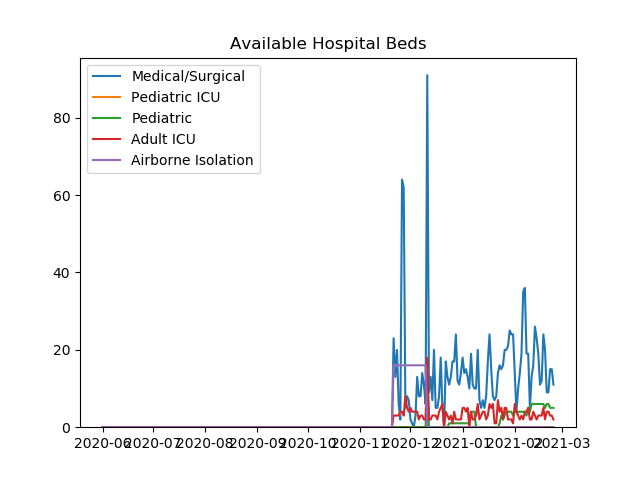 Available Hospital Beds
Medical/Surgical
Pediatric ICU
Pediatric
Adult ICU
Airborne Isolation
80
60
40
20
0
2020-06 2020-07 2020-08 2020-09 2020-10 2020-11 2020-12 2021-01 2021-02 2021-03